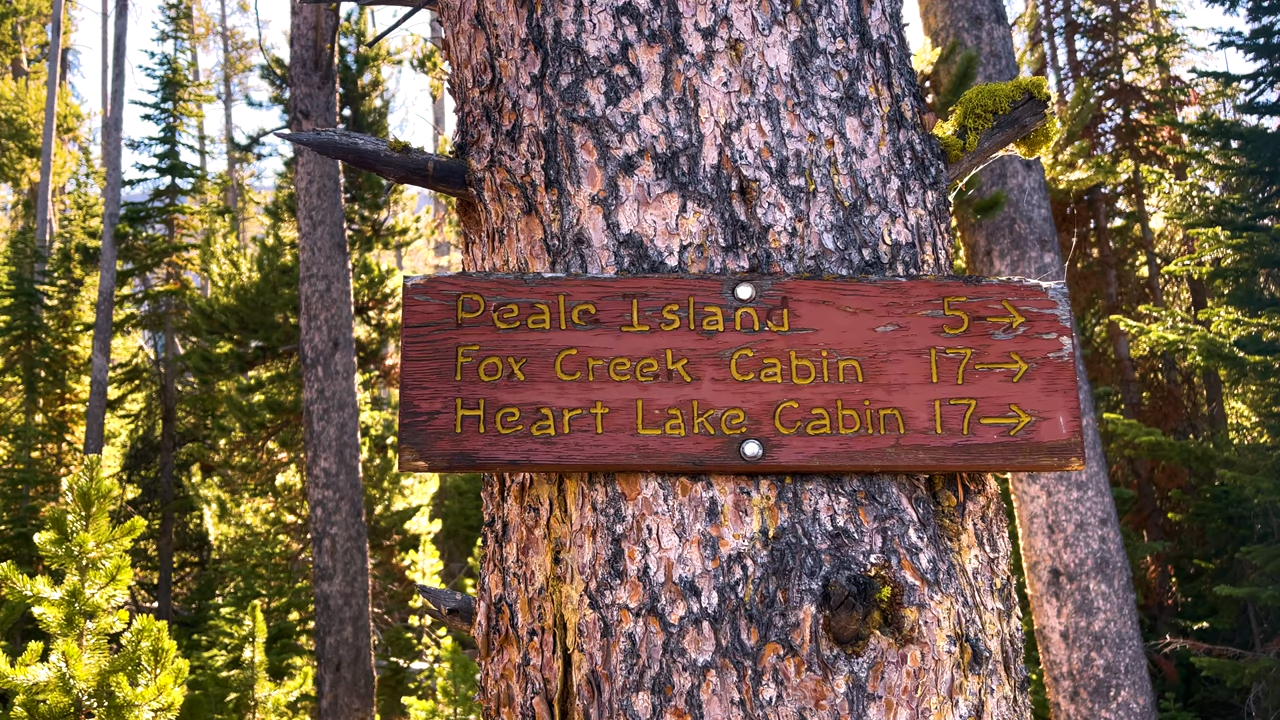 Peale Island 5→
Fox Creek Cabin 17→
Heart Lake Cabin 17→